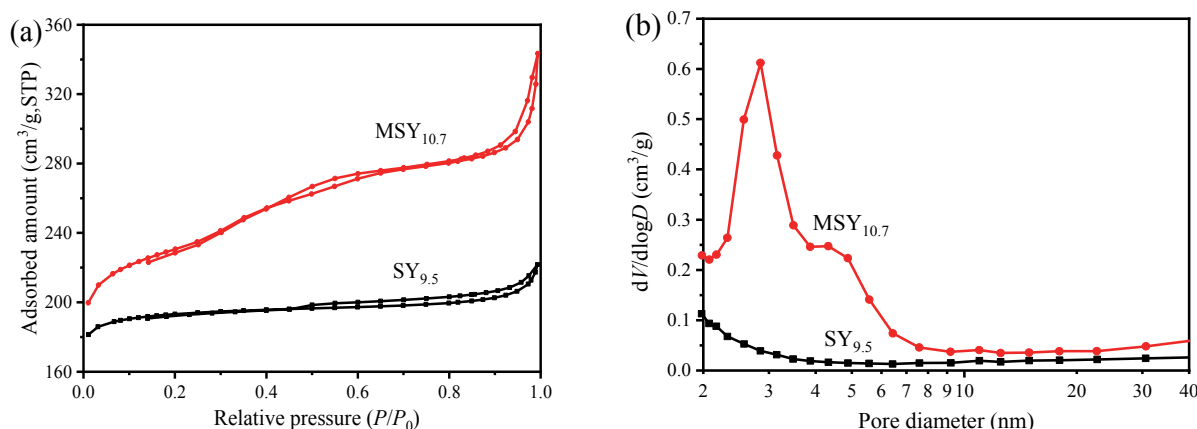 (a)
360
320
280
240
200
160
Adsorbed amount (cm³/g,STP)
MSY₁₀.₇
SY₉.₅
0.0 0.2 0.4 0.6 0.8 1.0
Relative pressure (P/P₀)
(b)
0.7
0.6
0.5
0.4
0.3
0.2
0.1
0.0
dV/dlogD (cm³/g)
MSY₁₀.₇
SY₉.₅
2 3 4 5 6 7 8 9 10 20 30 40
Pore diameter (nm)